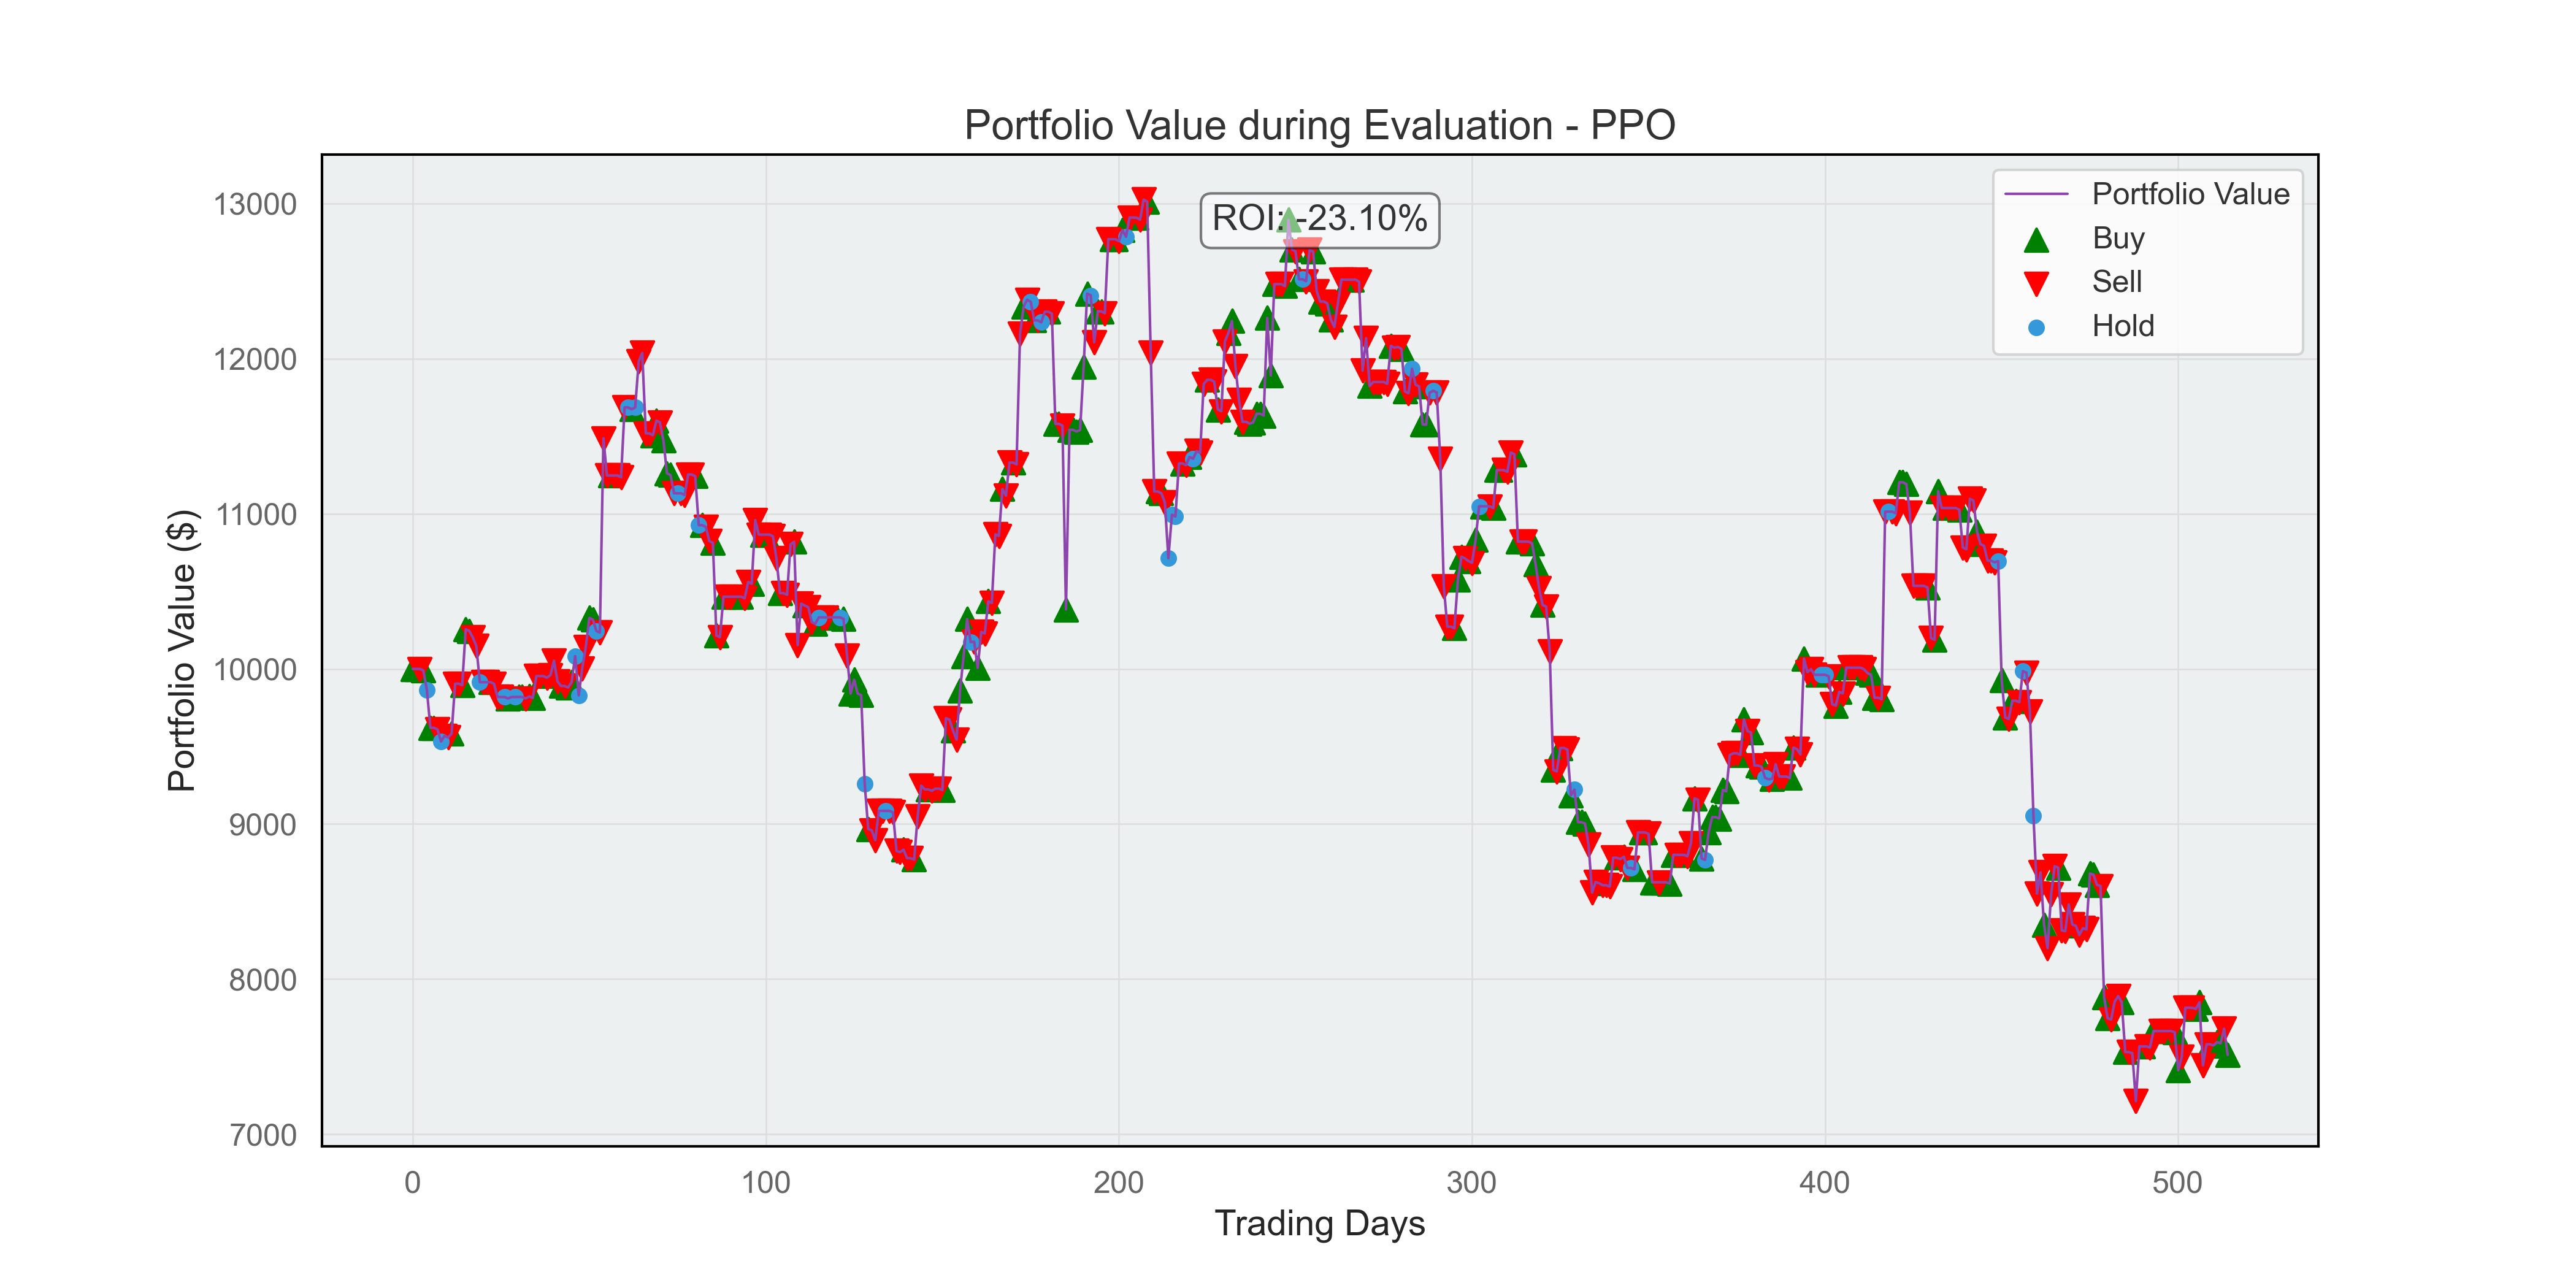 Portfolio Value during Evaluation - PPO
ROI: -23.10%
Portfolio Value
Buy
Sell
Hold
Portfolio Value ($)
13000
12000
11000
10000
9000
8000
7000
0 100 200 300 400 500
Trading Days